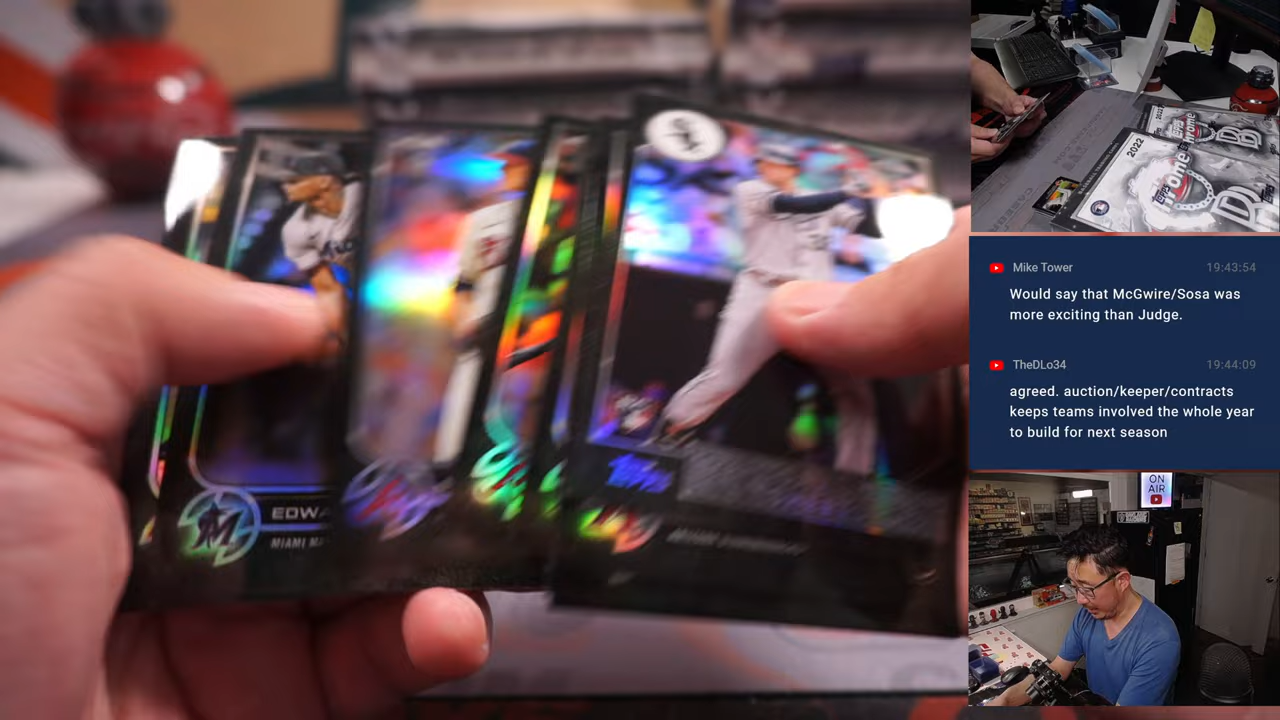 EDWA
MIAMI MA
2022
Mike Tower
19:43:54
Would say that McGwire/Sosa was
more exciting than Judge.
TheDLo34
19:44:09
agreed. auction/keeper/contracts
keeps teams involved the whole year
to build for next season
ON
AIR